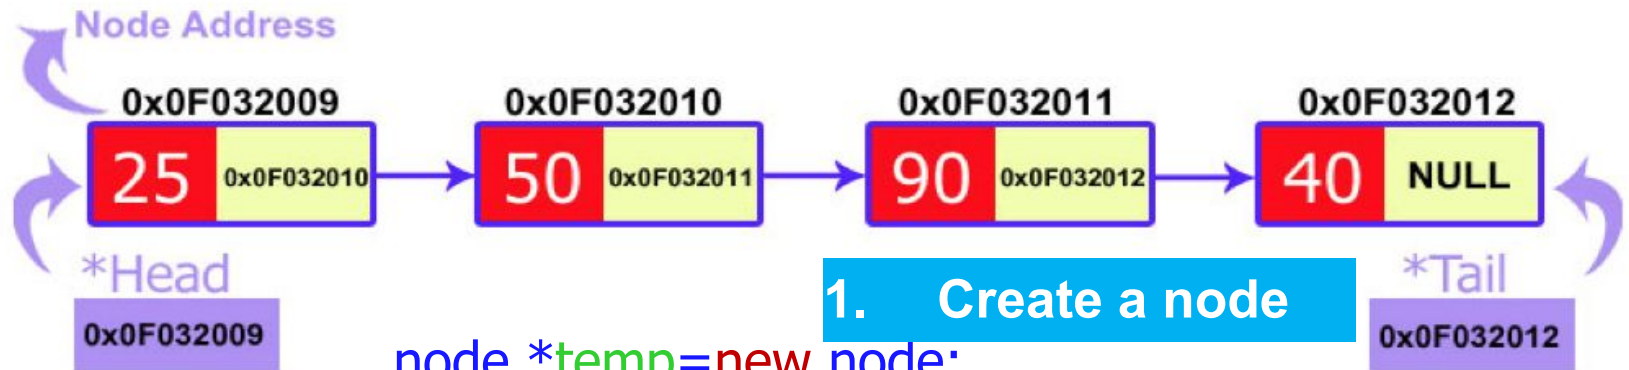 Node Address
0x0F032009 0x0F032010 0x0F032011 0x0F032012
25 0x0F032010 50 0x0F032011 90 0x0F032012 40 NULL
*Head *Tail
1. Create a node
0x0F032009 0x0F032012
node *temp=new node;